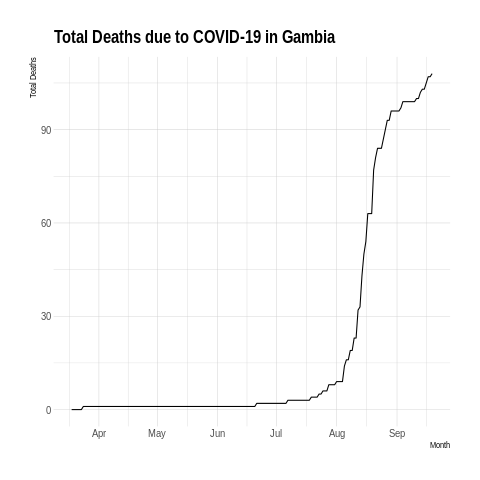 Total Deaths due to COVID-19 in Gambia
Total Deaths
90
60
30
0
Apr May Jun Jul Aug Sep
Month